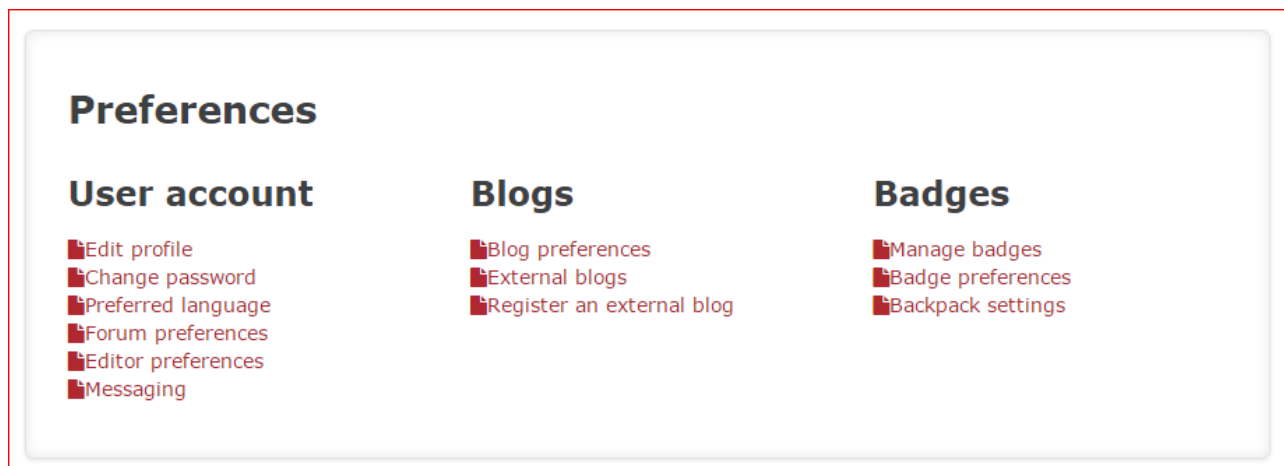 Preferences
User account
Edit profile
Change password
Preferred language
Forum preferences
Editor preferences
Messaging
Blogs
Blog preferences
External blogs
Register an external blog
Badges
Manage badges
Badge preferences
Backpack settings